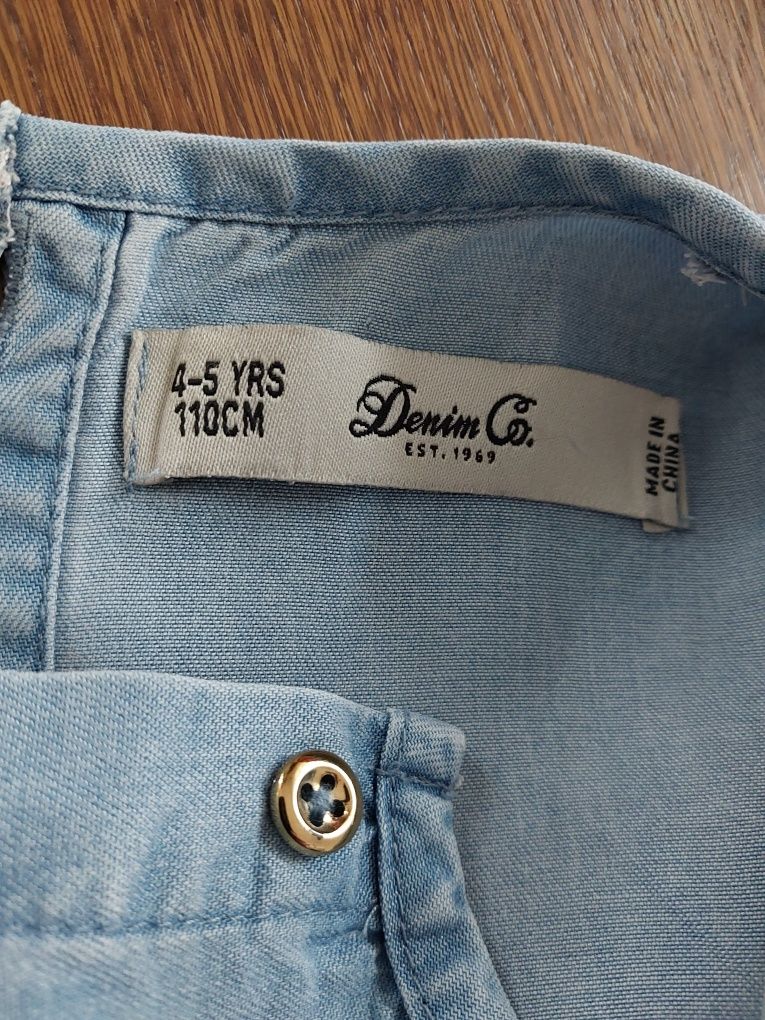 4-5 YRS
110CM
Denim Co.
EST. 1969
MADE IN
CHINA